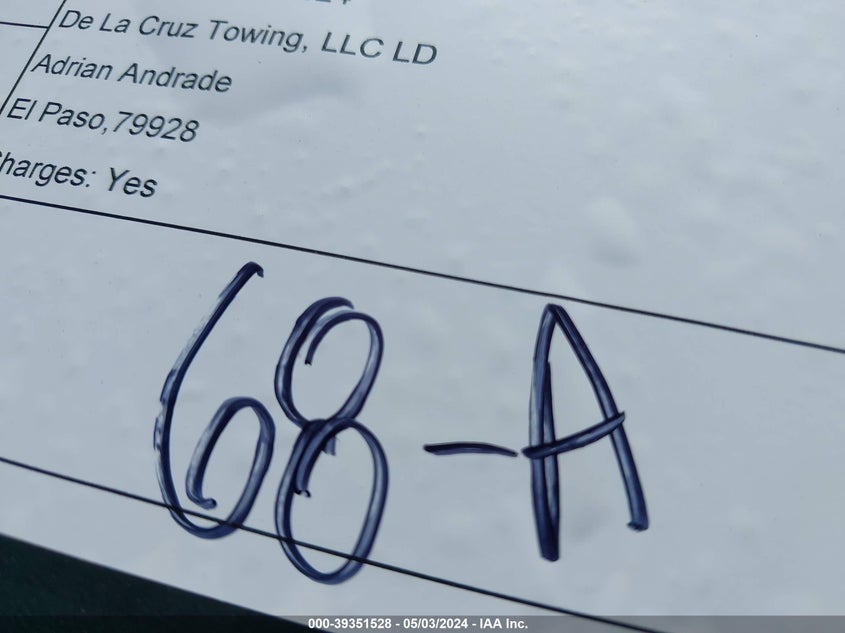 De La Cruz Towing, LLC LD
Adrian Andrade
El Paso,79928
harges: Yes
68-A
000-39351528 - 05/03/2024 - IAA Inc.